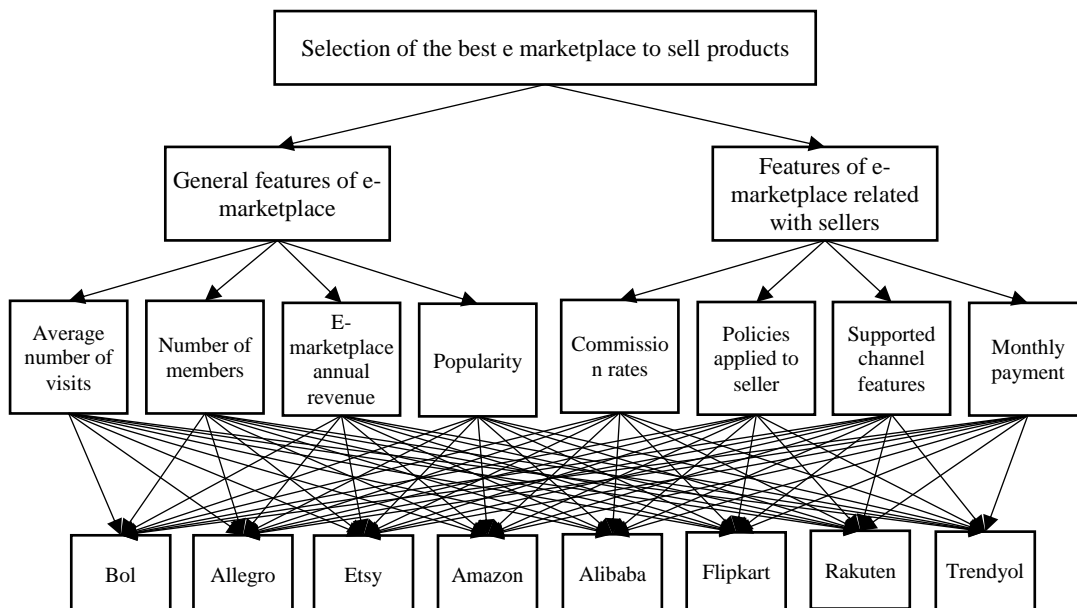 Selection of the best e marketplace to sell products
General features of e-
marketplace
Features of e-
marketplace related
with sellers
Average
number of
visits
Number of
members
E-
marketplace
annual
revenue
Popularity
Commissio
n rates
Policies
applied to
seller
Supported
channel
features
Monthly
payment
Bol
Allegro
Etsy
Amazon
Alibaba
Flipkart
Rakuten
Trendyol